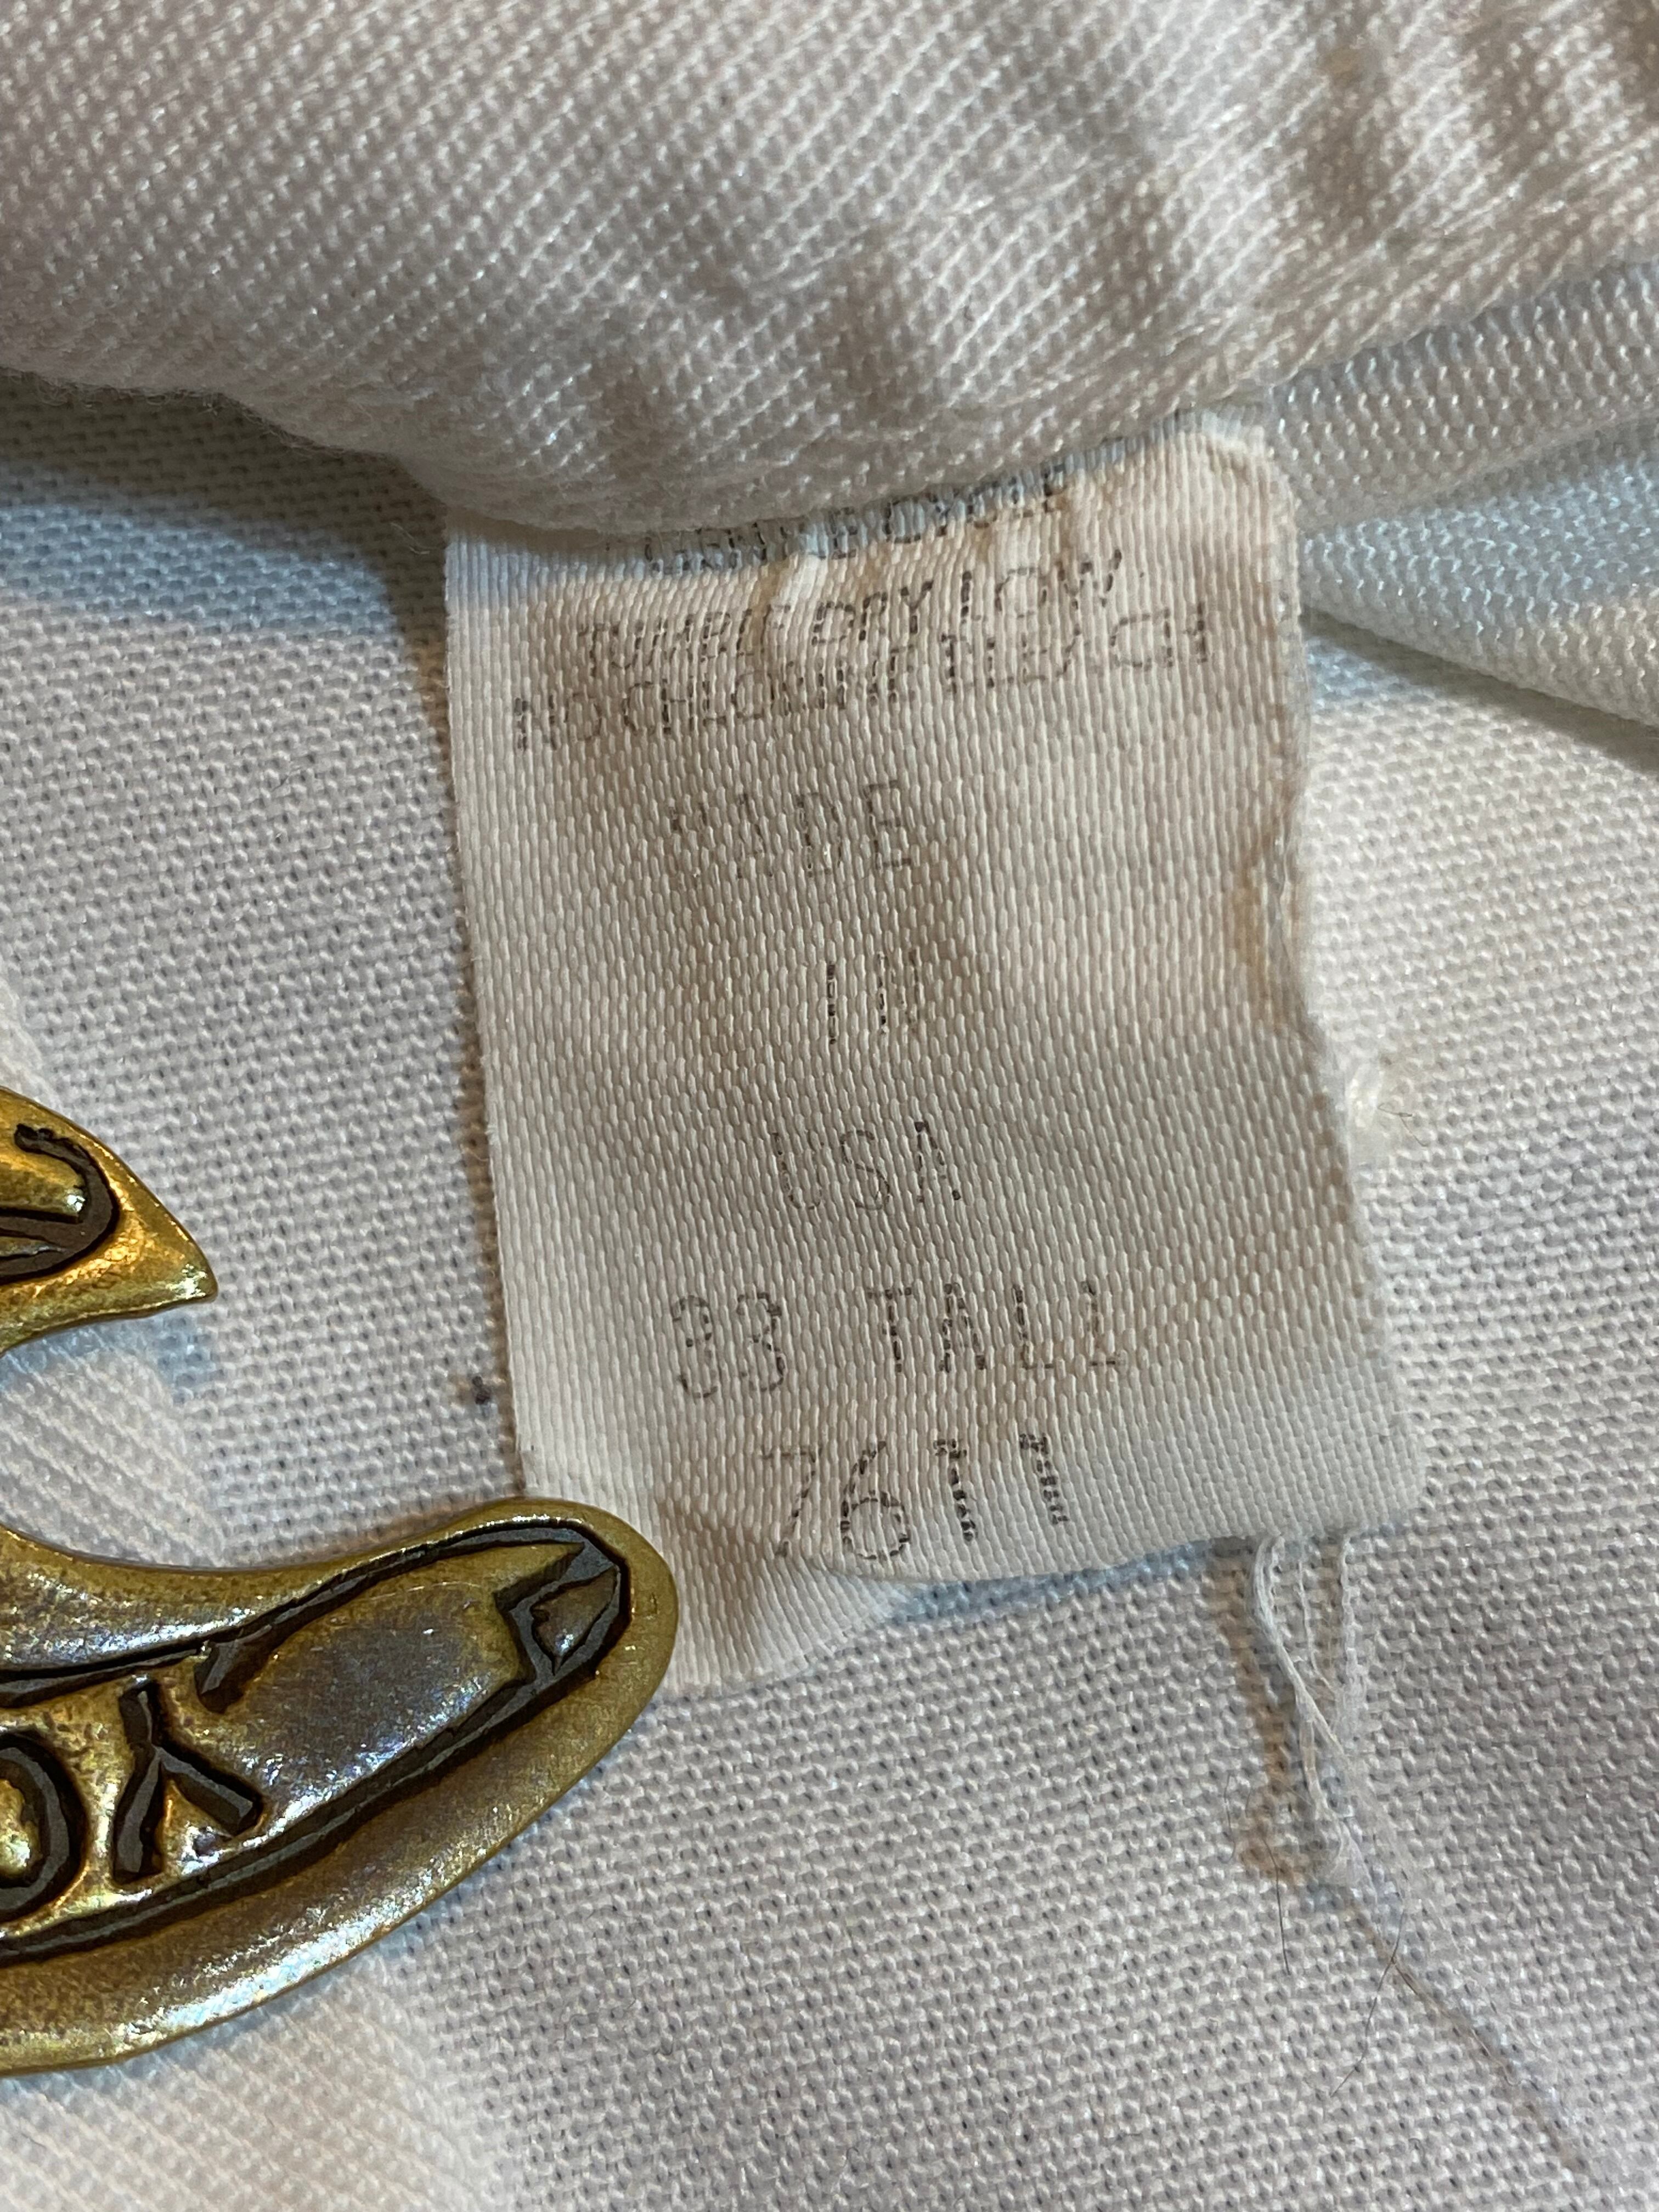 TUMBLE DRY LOW
NO CHLORINE BLEACH
MADE
IN
USA
33 TALL
7611